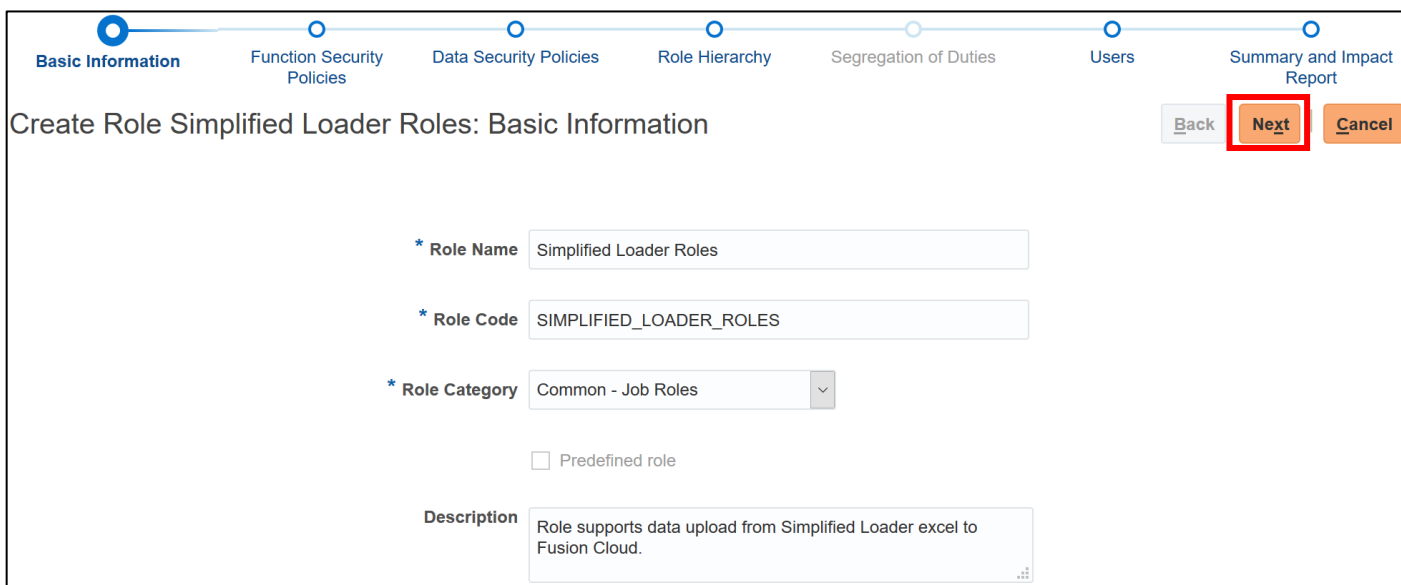 Basic Information
Function Security
Policies
Data Security Policies
Role Hierarchy
Segregation of Duties
Users
Summary and Impact
Report
Create Role Simplified Loader Roles: Basic Information
Back
Next
Cancel
* Role Name
Simplified Loader Roles
* Role Code
SIMPLIFIED_LOADER_ROLES
* Role Category
Common - Job Roles
Predefined role
Description
Role supports data upload from Simplified Loader excel to
Fusion Cloud.